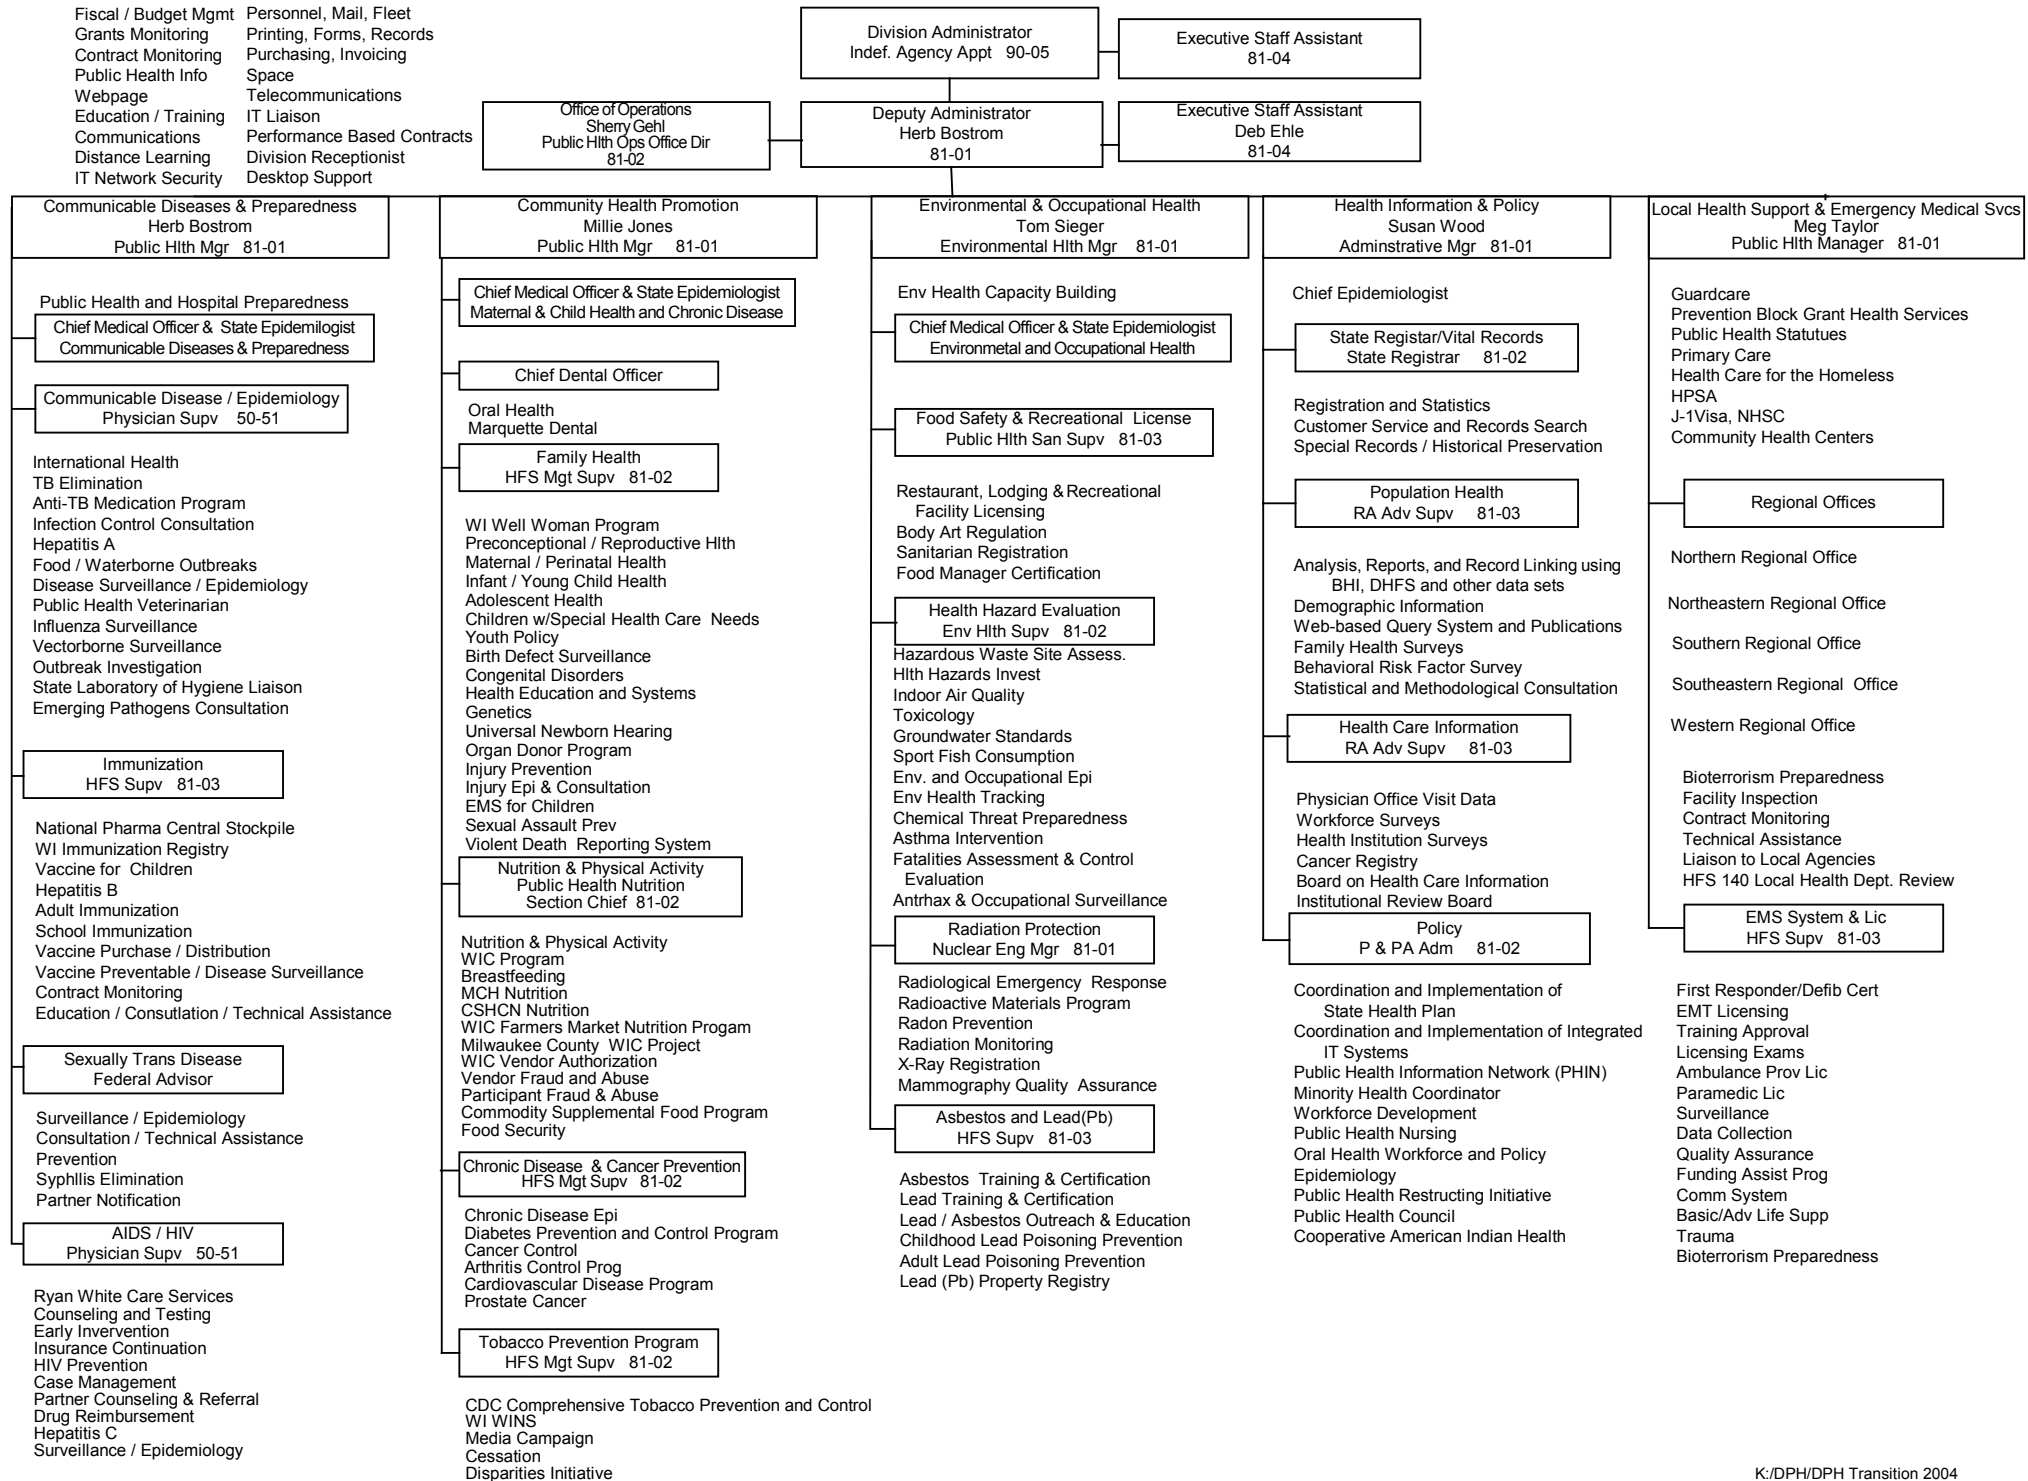 Fiscal / Budget Mgmt
Grants Monitoring
Contract Monitoring
Public Health Info
Webpage
Education / Training
Communications
Distance Learning
IT Network Security
Personnel, Mail, Fleet
Printing, Forms, Records
Purchasing, Invoicing
Space
Telecommunications
IT Liaison
Performance Based Contracts
Division Receptionist
Desktop Support
Division Administrator
Indef. Agency Appt 90-05
Executive Staff Assistant
81-04
Office of Operations
Sherry Gehl
Public Hlth Ops Office Dir
81-02
Deputy Administrator
Herb Bostrom
81-01
Executive Staff Assistant
Deb Ehle
81-04
Communicable Diseases & Preparedness
Herb Bostrom
Public Hlth Mgr 81-01
Public Health and Hospital Preparedness
Chief Medical Officer & State Epidemilogist
Communicable Diseases & Preparedness
Communicable Disease / Epidemiology
Physician Supv 50-51
International Health
TB Elimination
Anti-TB Medication Program
Infection Control Consultation
Hepatitis A
Food / Waterborne Outbreaks
Disease Surveillance / Epidemiology
Public Health Veterinarian
Influenza Surveillance
Vectorborne Surveillance
Outbreak Investigation
State Laboratory of Hygiene Liaison
Emerging Pathogens Consultation
Immunization
HFS Supv 81-03
National Pharma Central Stockpile
WI Immunization Registry
Vaccine for Children
Hepatitis B
Adult Immunization
School Immunization
Vaccine Purchase / Distribution
Vaccine Preventable / Disease Surveillance
Contract Monitoring
Education / Consutlation / Technical Assistance
Sexually Trans Disease
Federal Advisor
Surveillance / Epidemiology
Consultation / Technical Assistance
Prevention
Syphllis Elimination
Partner Notification
AIDS / HIV
Physician Supv 50-51
Ryan White Care Services
Counseling and Testing
Early Invervention
Insurance Continuation
HIV Prevention
Case Management
Partner Counseling & Referral
Drug Reimbursement
Hepatitis C
Surveillance / Epidemiology
Community Health Promotion
Millie Jones
Public Hlth Mgr 81-01
Chief Medical Officer & State Epidemiologist
Maternal & Child Health and Chronic Disease
Chief Dental Officer
Oral Health
Marquette Dental
Family Health
HFS Mgt Supv 81-02
WI Well Woman Program
Preconceptional / Reproductive Hlth
Maternal / Perinatal Health
Infant / Young Child Health
Adolescent Health
Children w/Special Health Care Needs
Youth Policy
Birth Defect Surveillance
Congenital Disorders
Health Education and Systems
Genetics
Universal Newborn Hearing
Organ Donor Program
Injury Prevention
Injury Epi & Consultation
EMS for Children
Sexual Assault Prev
Violent Death Reporting System
Nutrition & Physical Activity
Public Health Nutrition
Section Chief 81-02
Nutrition & Physical Activity
WIC Program
Breastfeeding
MCH Nutrition
CSHCN Nutrition
WIC Farmers Market Nutrition Progam
Milwaukee County WIC Project
WIC Vendor Authorization
Vendor Fraud and Abuse
Participant Fraud & Abuse
Commodity Supplemental Food Program
Food Security
Chronic Disease & Cancer Prevention
HFS Mgt Supv 81-02
Chronic Disease Epi
Diabetes Prevention and Control Program
Cancer Control
Arthritis Control Prog
Cardiovascular Disease Program
Prostate Cancer
Tobacco Prevention Program
HFS Mgt Supv 81-02
CDC Comprehensive Tobacco Prevention and Control
WI WINS
Media Campaign
Cessation
Disparities Initiative
Environmental & Occupational Health
Tom Sieger
Environmental Hlth Mgr 81-01
Env Health Capacity Building
Chief Medical Officer & State Epidemiologist
Environmetal and Occupational Health
Food Safety & Recreational License
Public Hlth San Supv 81-03
Restaurant, Lodging & Recreational
Facility Licensing
Body Art Regulation
Sanitarian Registration
Food Manager Certification
Health Hazard Evaluation
Env Hlth Supv 81-02
Hazardous Waste Site Assess.
Hlth Hazards Invest
Indoor Air Quality
Toxicology
Groundwater Standards
Sport Fish Consumption
Env. and Occupational Epi
Env Health Tracking
Chemical Threat Preparedness
Asthma Intervention
Fatalities Assessment & Control
Evaluation
Antrhax & Occupational Surveillance
Radiation Protection
Nuclear Eng Mgr 81-01
Radiological Emergency Response
Radioactive Materials Program
Radon Prevention
Radiation Monitoring
X-Ray Registration
Mammography Quality Assurance
Asbestos and Lead(Pb)
HFS Supv 81-03
Asbestos Training & Certification
Lead Training & Certification
Lead / Asbestos Outreach & Education
Childhood Lead Poisoning Prevention
Adult Lead Poisoning Prevention
Lead (Pb) Property Registry
Health Information & Policy
Susan Wood
Adminstrative Mgr 81-01
Chief Epidemiologist
State Registar/Vital Records
State Registrar 81-02
Registration and Statistics
Customer Service and Records Search
Special Records / Historical Preservation
Population Health
RA Adv Supv 81-03
Analysis, Reports, and Record Linking using
BHI, DHFS and other data sets
Demographic Information
Web-based Query System and Publications
Family Health Surveys
Behavioral Risk Factor Survey
Statistical and Methodological Consultation
Health Care Information
RA Adv Supv 81-03
Physician Office Visit Data
Workforce Surveys
Health Institution Surveys
Cancer Registry
Board on Health Care Information
Institutional Review Board
Policy
P & PA Adm 81-02
Coordination and Implementation of
State Health Plan
Coordination and Implementation of Integrated
IT Systems
Public Health Information Network (PHIN)
Minority Health Coordinator
Workforce Development
Public Health Nursing
Oral Health Workforce and Policy
Epidemiology
Public Health Restructing Initiative
Public Health Council
Cooperative American Indian Health
Local Health Support & Emergency Medical Svcs
Meg Taylor
Public Hlth Manager 81-01
Guardcare
Prevention Block Grant Health Services
Public Health Statutues
Primary Care
Health Care for the Homeless
HPSA
J-1Visa, NHSC
Community Health Centers
Regional Offices
Northern Regional Office
Northeastern Regional Office
Southern Regional Office
Southeastern Regional Office
Western Regional Office
Bioterrorism Preparedness
Facility Inspection
Contract Monitoring
Technical Assistance
Liaison to Local Agencies
HFS 140 Local Health Dept. Review
EMS System & Lic
HFS Supv 81-03
First Responder/Defib Cert
EMT Licensing
Training Approval
Licensing Exams
Ambulance Prov Lic
Paramedic Lic
Surveillance
Data Collection
Quality Assurance
Funding Assist Prog
Comm System
Basic/Adv Life Supp
Trauma
Bioterrorism Preparedness
K:/DPH/DPH Transition 2004